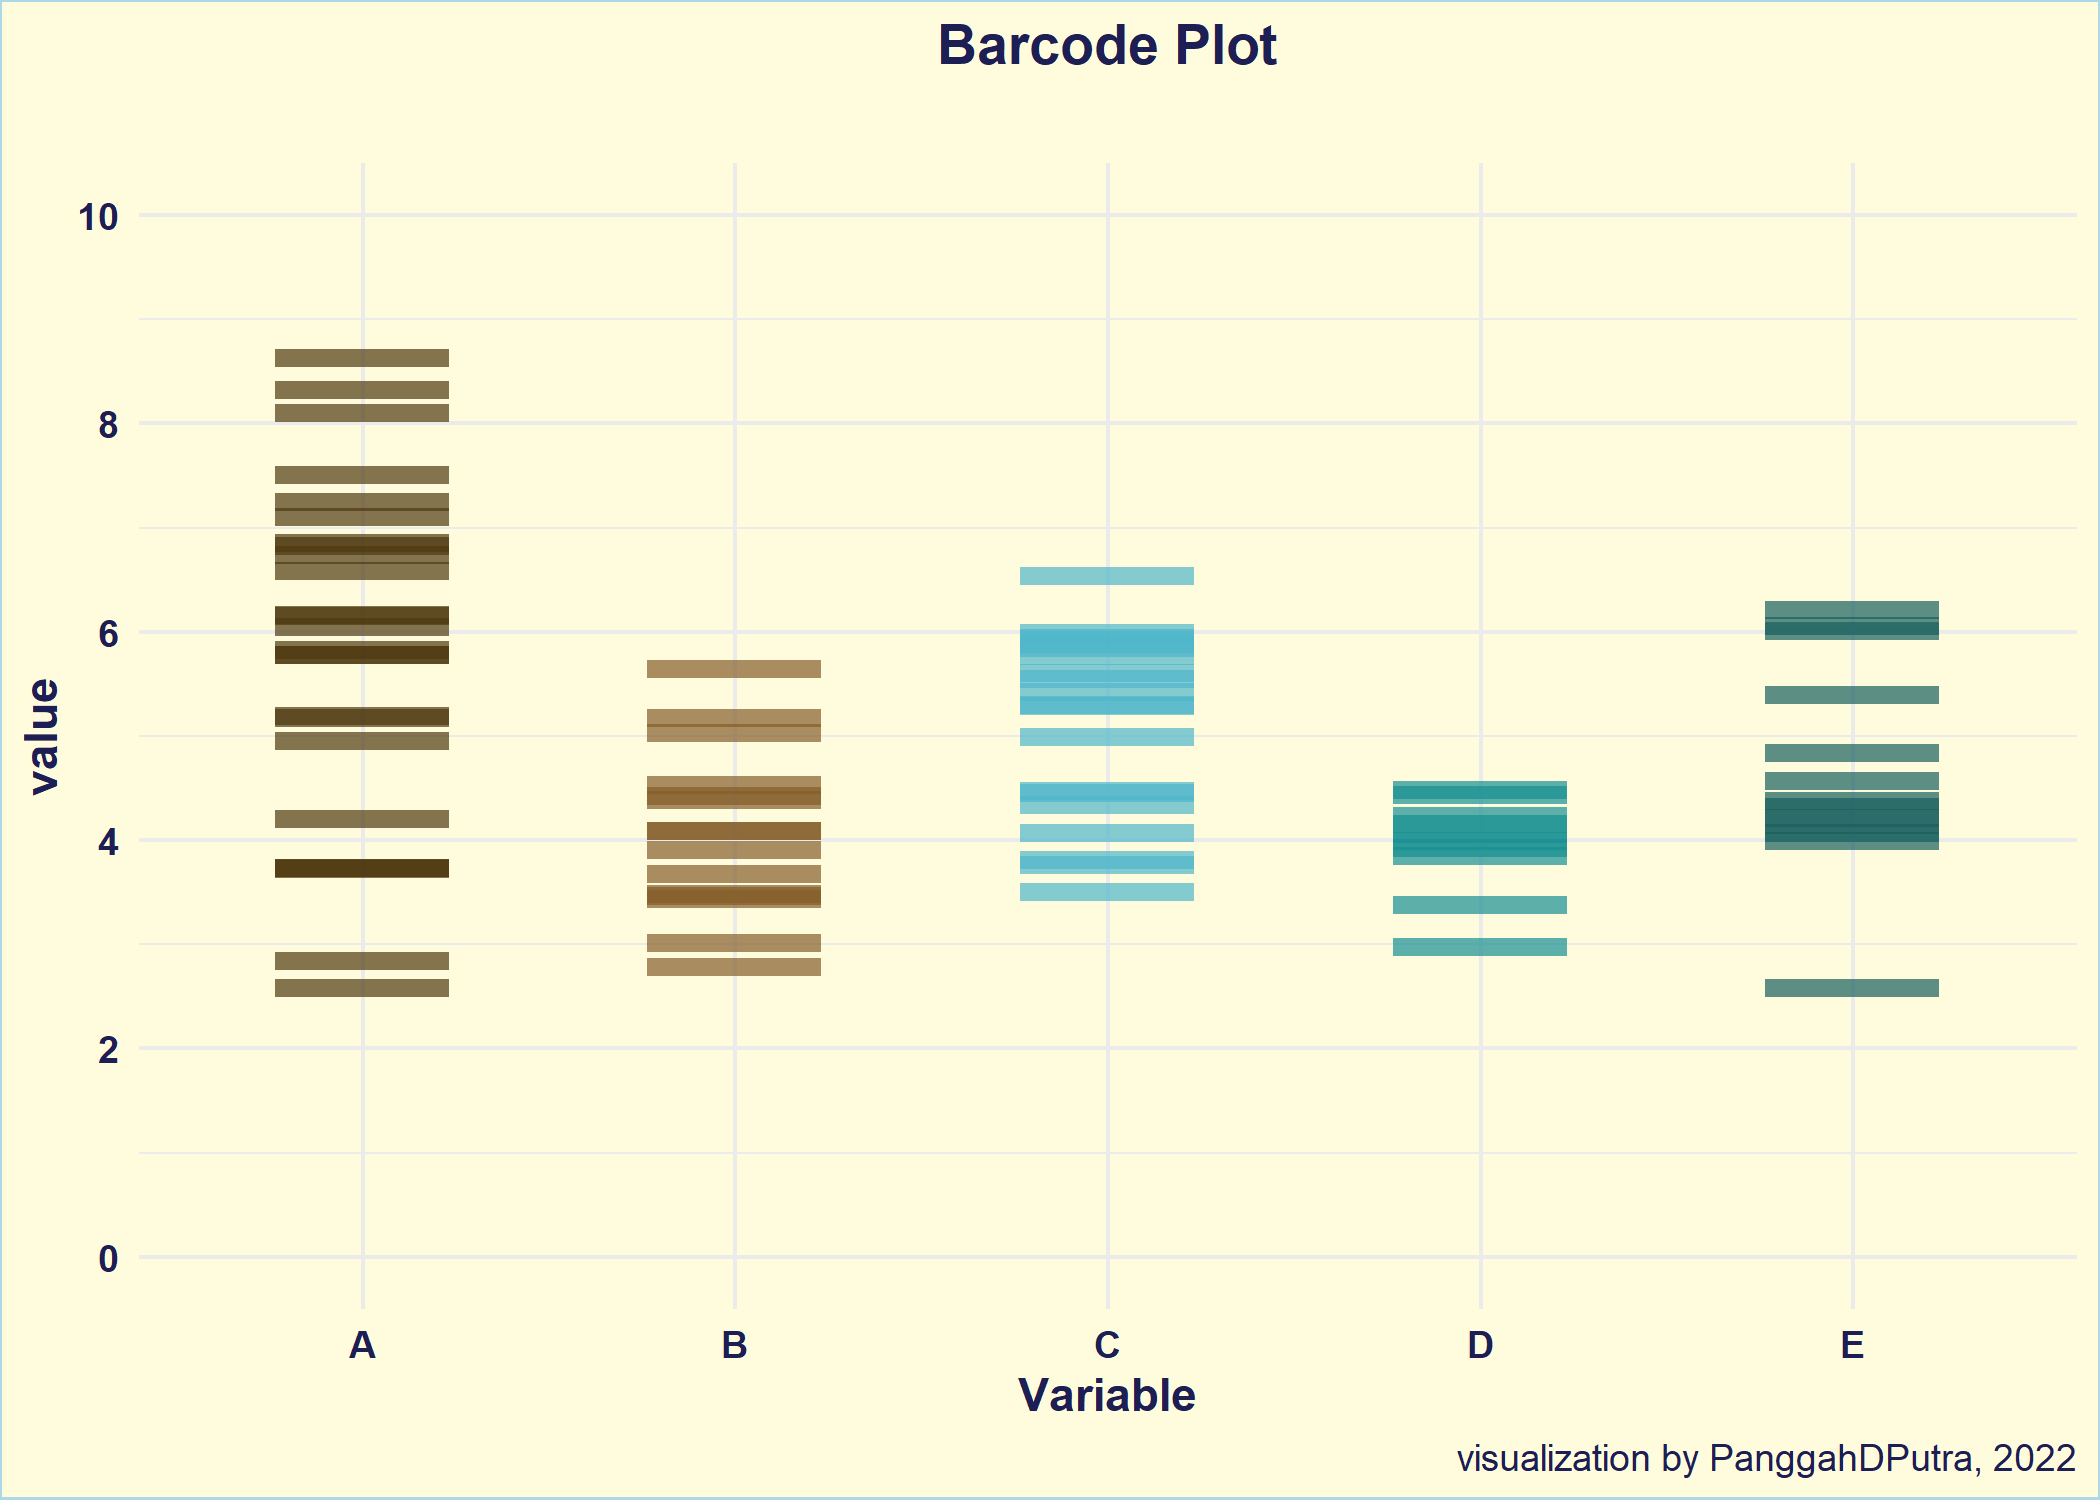 Barcode Plot
10
8
6
4
2
0
value
A
B
C
D
E
Variable
visualization by PanggahDPutra, 2022